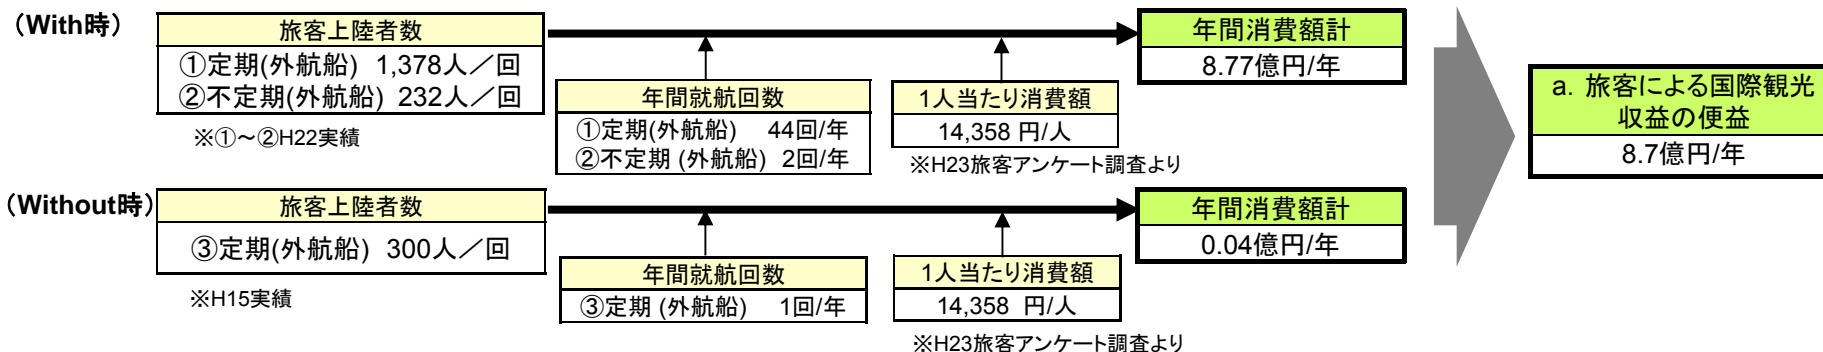 （With時）
旅客上陸者数
①定期(外航船) 1,378人／回
②不定期(外航船) 232人／回
※①～②H22実績
年間就航回数
①定期(外航船) 44回/年
②不定期 (外航船) 2回/年
1人当たり消費額
14,358 円/人
※H23旅客アンケート調査より
年間消費額計
8.77億円/年
a. 旅客による国際観光
収益の便益
8.7億円/年
（Without時）
旅客上陸者数
③定期(外航船) 300人／回
※H15実績
年間就航回数
③定期 (外航船) 1回/年
1人当たり消費額
14,358 円/人
※H23旅客アンケート調査より
年間消費額計
0.04億円/年